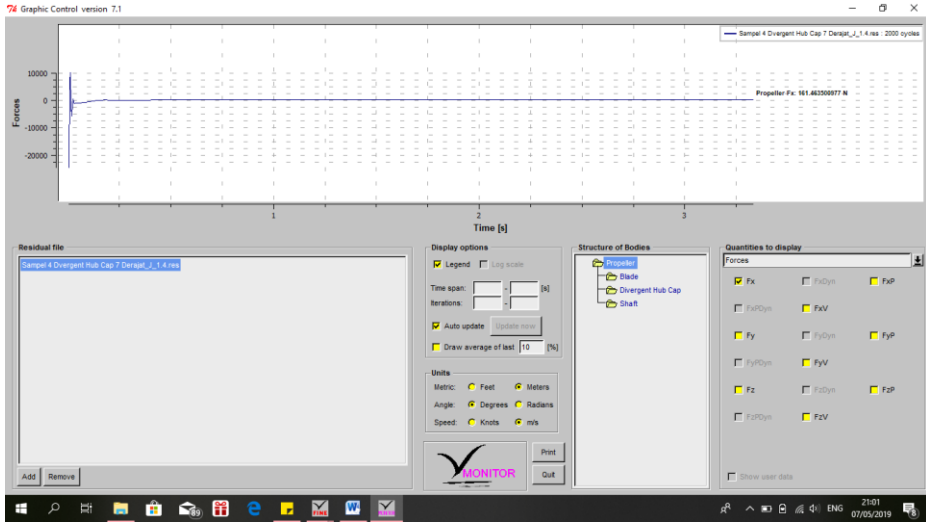 Graphic Control version 7.1
Sampel 4 Dvergent Hub Cap 7 Derajat_J_1.4.res : 2000 cycles
10000
0
-10000
-20000
Forces
Propeller Fx: 161.463500977 N
1
2
3
Time [s]
Residual file
Sampel 4 Dvergent Hub Cap 7 Derajat_J_1.4.res
Add Remove
Display options
Legend Log scale
Time span: - [s]
Iterations: -
Auto update Update now
Draw average of last 10 [%]
Units
Metric: Feet Meters
Angle: Degrees Radians
Speed: Knots m/s
MONITOR
Print
Quit
Structure of Bodies
Propeller
Blade
Divergent Hub Cap
Shaft
Quantities to display
Forces
Fx FxDyn FxP
FxPDyn FxV
Fy FyDyn FyP
FyPDyn FyV
Fz FzDyn FzP
FzPDyn FzV
Show user data
ENG
21:01
07/05/2019